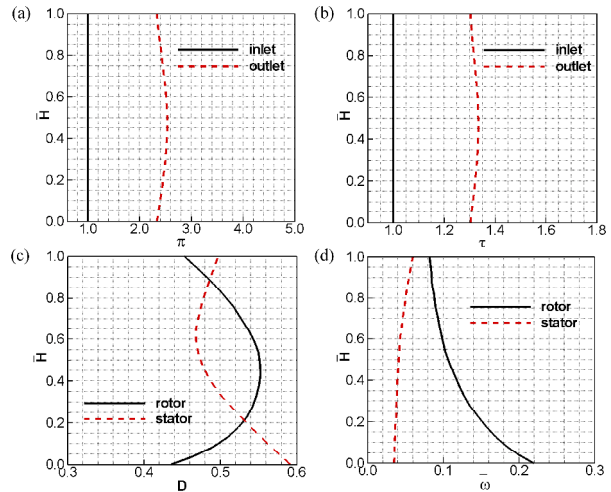 (a)
1.0
0.8
0.6
0.4
0.2
0.0
H̄
inlet
outlet
1.0 2.0 3.0 4.0 5.0
π
(b)
1.0
0.8
0.6
0.4
0.2
0.0
H̄
inlet
outlet
1.0 1.2 1.4 1.6 1.8
τ
(c)
1.0
0.8
0.6
0.4
0.2
0.0
H̄
rotor
stator
0.3 0.4 0.5 0.6
D
(d)
1.0
0.8
0.6
0.4
0.2
0.0
H̄
rotor
stator
0.0 0.1 0.2 0.3
ω̄